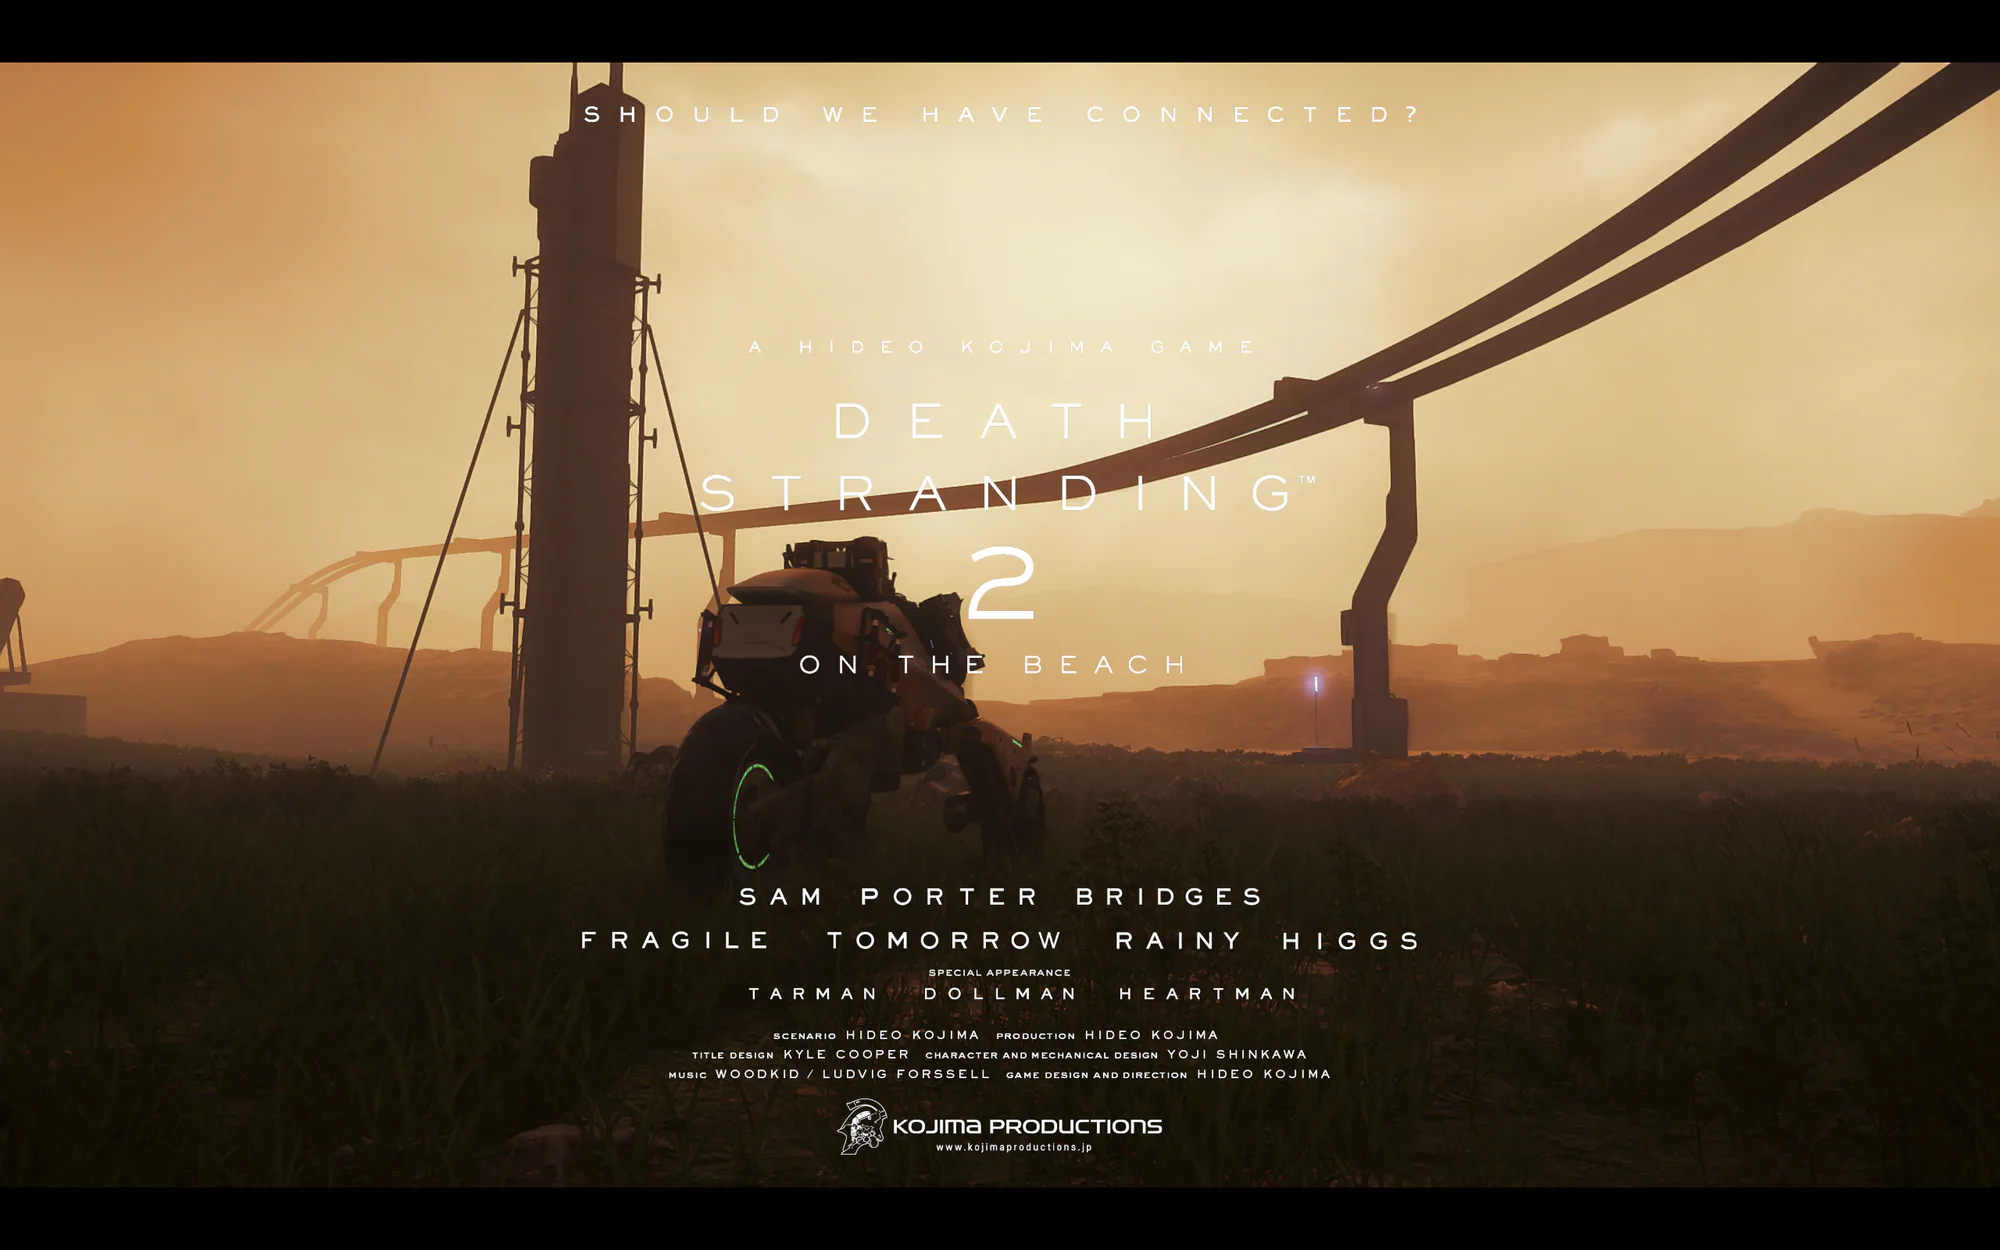 SHOULD WE HAVE CONNECTED?
A HIDEO KOJIMA GAME
DEATH
STRANDING™
2
ON THE BEACH
SAM PORTER BRIDGES
FRAGILE TOMORROW RAINY HIGGS
SPECIAL APPEARANCE
TARMAN DOLLMAN HEARTMAN
SCENARIO HIDEO KOJIMA PRODUCTION HIDEO KOJIMA
TITLE DESIGN KYLE COOPER CHARACTER AND MECHANICAL DESIGN YOJI SHINKAWA
MUSIC WOODKID / LUDVIG FORSSELL GAME DESIGN AND DIRECTION HIDEO KOJIMA
KOJIMA PRODUCTIONS
www.kojimaproductions.jp